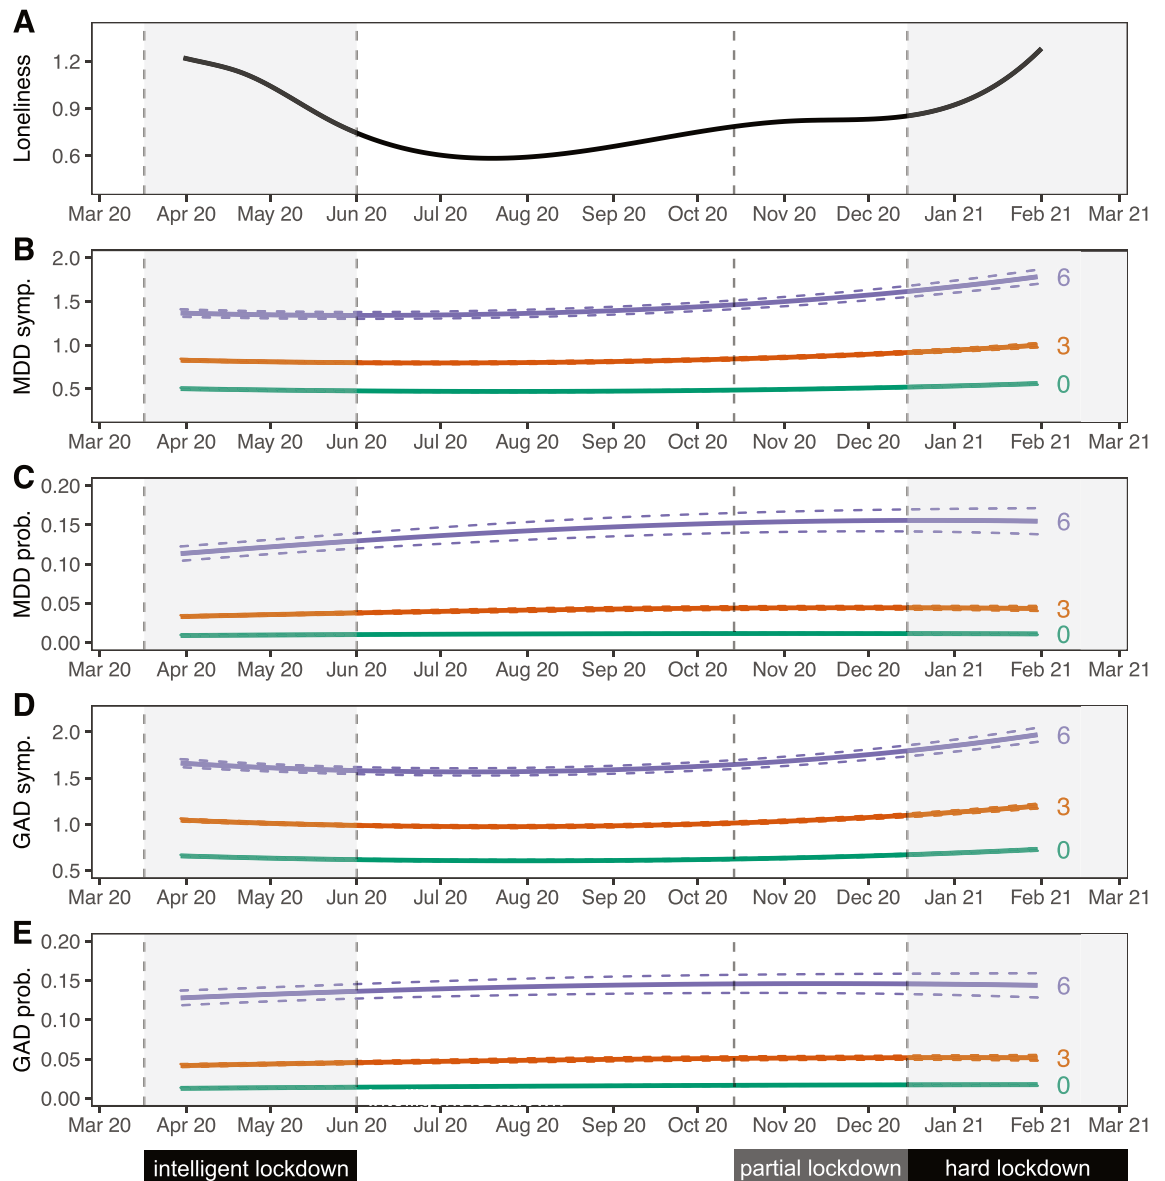 A
Loneliness
1.2
0.9
0.6
Mar 20 Apr 20 May 20 Jun 20 Jul 20 Aug 20 Sep 20 Oct 20 Nov 20 Dec 20 Jan 21 Feb 21 Mar 21
B
MDD symp.
2.0
1.5
1.0
0.5
6
3
0
Mar 20 Apr 20 May 20 Jun 20 Jul 20 Aug 20 Sep 20 Oct 20 Nov 20 Dec 20 Jan 21 Feb 21 Mar 21
C
MDD prob.
0.20
0.15
0.10
0.05
0.00
6
3
0
Mar 20 Apr 20 May 20 Jun 20 Jul 20 Aug 20 Sep 20 Oct 20 Nov 20 Dec 20 Jan 21 Feb 21 Mar 21
D
GAD symp.
2.0
1.5
1.0
0.5
6
3
0
Mar 20 Apr 20 May 20 Jun 20 Jul 20 Aug 20 Sep 20 Oct 20 Nov 20 Dec 20 Jan 21 Feb 21 Mar 21
E
GAD prob.
0.20
0.15
0.10
0.05
0.00
6
3
0
Mar 20 Apr 20 May 20 Jun 20 Jul 20 Aug 20 Sep 20 Oct 20 Nov 20 Dec 20 Jan 21 Feb 21 Mar 21
intelligent lockdown partial lockdown hard lockdown